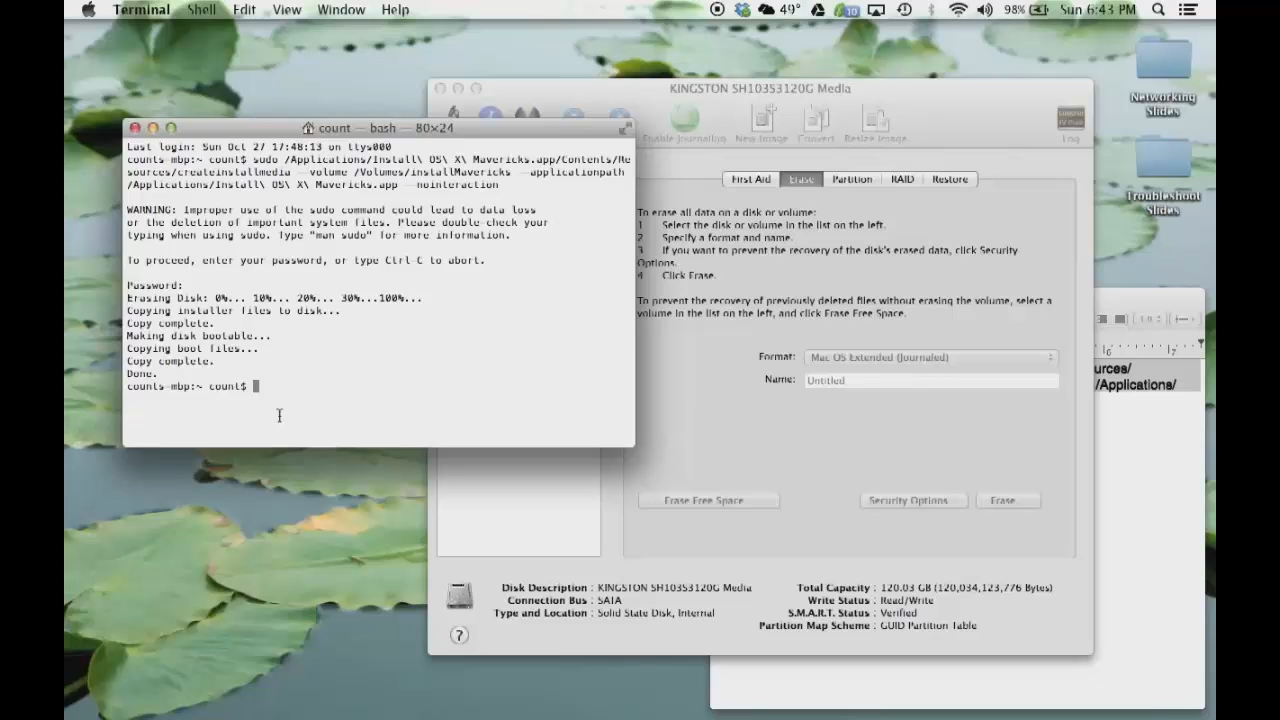 Terminal Shell Edit View Window Help
10 49° 98% Sun 6:43 PM
KINGSTON SH103S3120G Media
Enable Journaling New Image Convert Resize Image Log
Networking
Slides
Troubleshoot
Slides
count — bash — 80×24
Last login: Sun Oct 27 17:48:13 on ttys000
counts-mbp:~ count$ sudo /Applications/Install\ OS\ X\ Mavericks.app/Contents/Re
sources/createinstallmedia --volume /Volumes/installMavericks --applicationpath
/Applications/Install\ OS\ X\ Mavericks.app --nointeraction
WARNING: Improper use of the sudo command could lead to data loss
or the deletion of important system files. Please double-check your
typing when using sudo. Type "man sudo" for more information.
To proceed, enter your password, or type Ctrl-C to abort.
Password:
Erasing Disk: 0%... 10%... 20%... 30%...100%...
Copying installer files to disk...
Copy complete.
Making disk bootable...
Copying boot files...
Copy complete.
Done.
counts-mbp:~ count$
First Aid Erase Partition RAID Restore
To erase all data on a disk or volume:
1 Select the disk or volume in the list on the left.
2 Specify a format and name.
3 If you want to prevent the recovery of the disk's erased data, click Security
Options.
4 Click Erase.
To prevent the recovery of previously deleted files without erasing the volume, select a
volume in the list on the left, and click Erase Free Space.
Format: Mac OS Extended (Journaled)
Name: Untitled
Erase Free Space Security Options Erase
1.0
6 7
urces/
/Applications/
Disk Description : KINGSTON SH103S3120G Media
Connection Bus : SATA
Type and Location : Solid State Disk, Internal
Total Capacity : 120.03 GB (120,034,123,776 Bytes)
Write Status : Read/Write
S.M.A.R.T. Status : Verified
Partition Map Scheme : GUID Partition Table
?